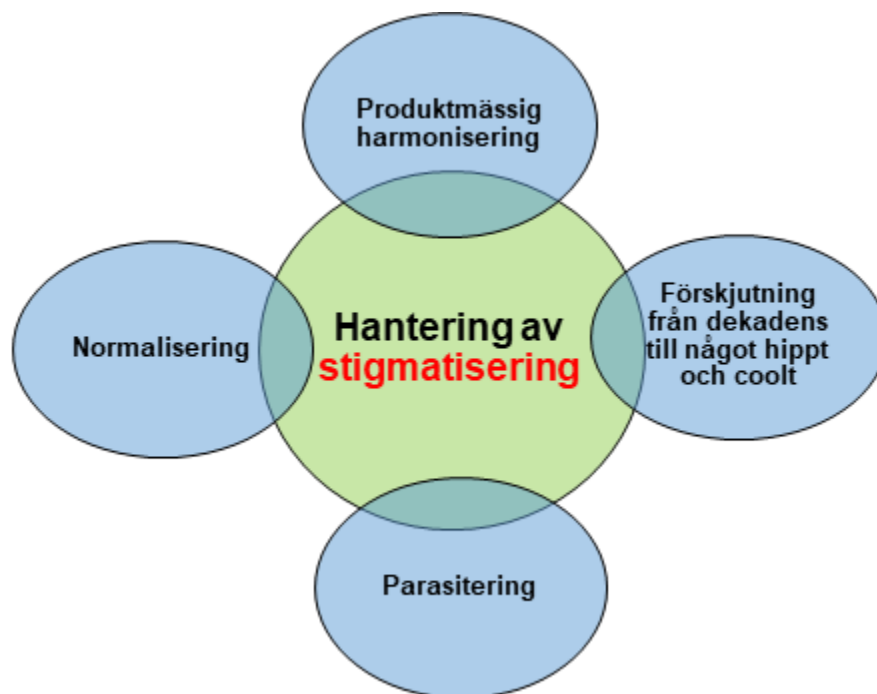 Produktmässig
harmonisering
Normalisering
Hantering av
stigmatisering
Förskjutning
från dekadens
till något hippt
och coolt
Parasitering